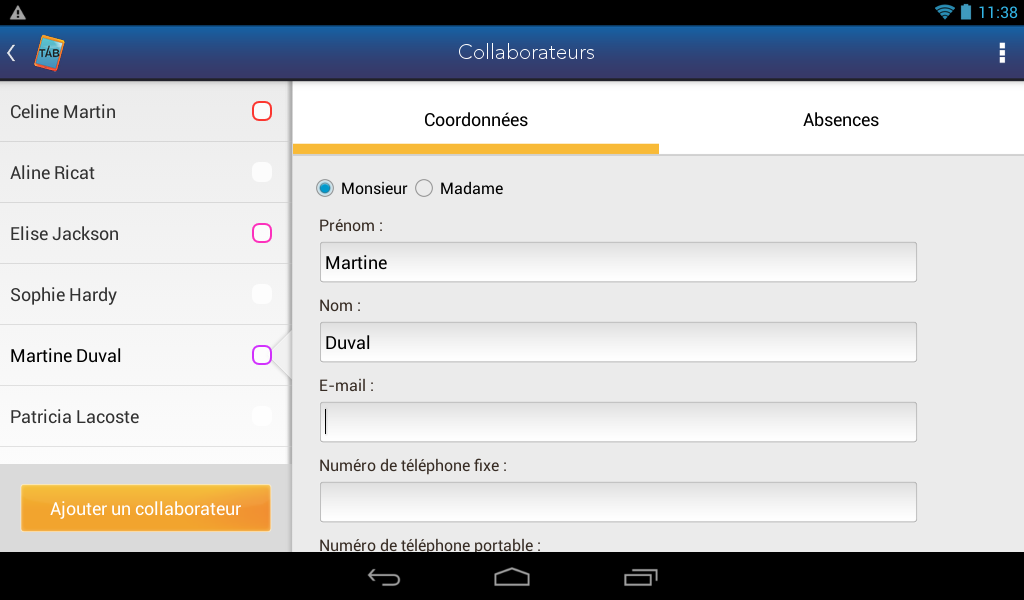 11:38
TAB
Collaborateurs
Celine Martin
Aline Ricat
Elise Jackson
Sophie Hardy
Martine Duval
Patricia Lacoste
Ajouter un collaborateur
Coordonnées
Absences
Monsieur
Madame
Prénom :
Martine
Nom :
Duval
E-mail :
Numéro de téléphone fixe :
Numéro de téléphone portable :